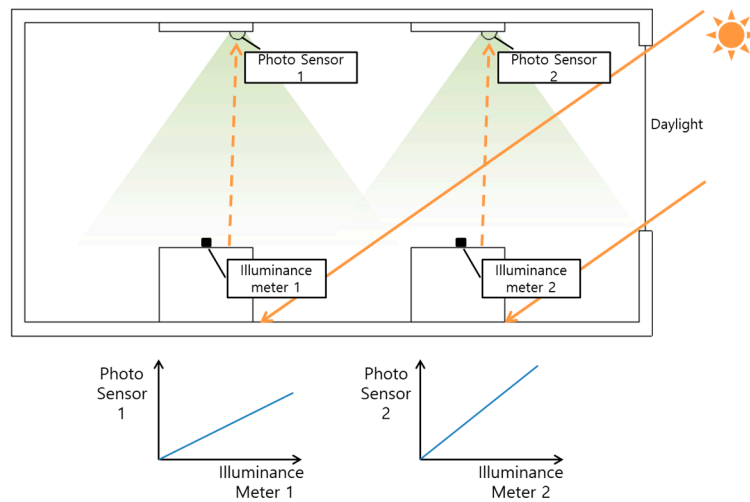 Photo Sensor
1
Photo Sensor
2
Daylight
Illuminance
meter 1
Illuminance
meter 2
Photo
Sensor
1
Illuminance
Meter 1
Photo
Sensor
2
Illuminance
Meter 2